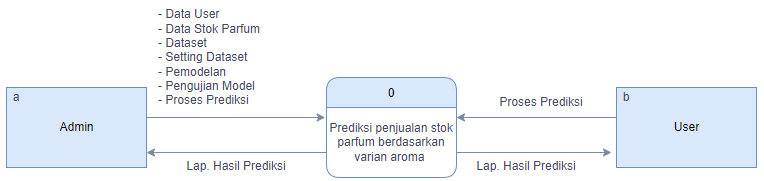 - Data User
- Data Stok Parfum
- Dataset
- Setting Dataset
- Pemodelan
- Pengujian Model
- Proses Prediksi
a
Admin
0
Prediksi penjualan stok
parfum berdasarkan
varian aroma
Proses Prediksi
b
User
Lap. Hasil Prediksi
Lap. Hasil Prediksi